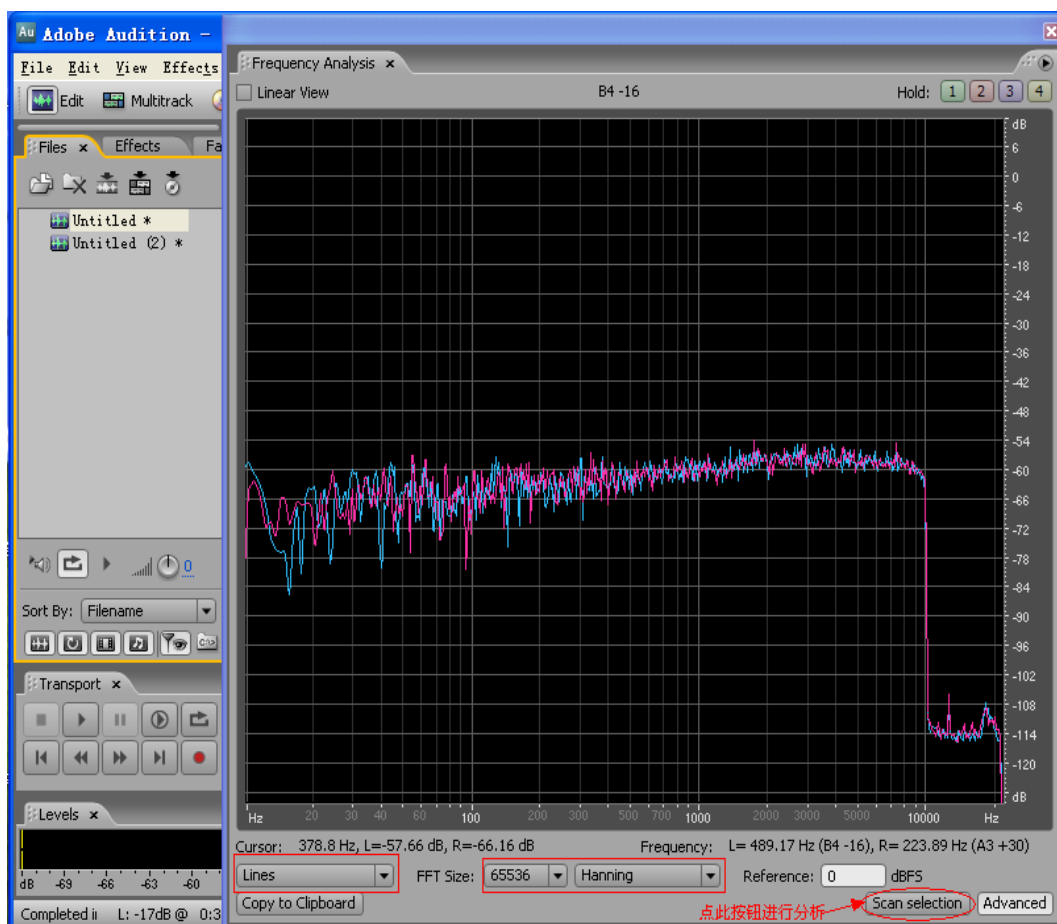 Au Adobe Audition -
File Edit View Effects
Edit Multitrack
Files × Effects Fa
Untitled *
Untitled (2) *
0
Sort By: Filename
Transport ×
Levels ×
dB -69 -66 -63 -60
L: -17dB @ 0:3
Frequency Analysis ×
Linear View B4 -16 Hold: 1 2 3 4
dB
6
0
-6
-12
-18
-24
-30
-36
-42
-48
-54
-60
-66
-72
-78
-84
-90
-96
-102
-108
-114
-120
dB
Hz 20 30 40 60 100 200 300 500 700 1000 2000 3000 5000 10000 Hz
Cursor: 378.8 Hz, L=-57.66 dB, R=-66.16 dB Frequency: L= 489.17 Hz (B4 -16), R= 223.89 Hz (A3 +30)
Lines FFT Size: 65536 Hanning Reference: 0 dBFS
Copy to Clipboard 点此按钮进行分析 Scan selection Advanced